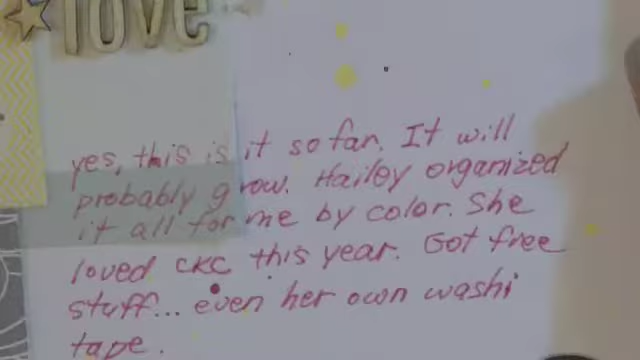 love
yes, this is it so far. It will
probably grow. Hailey organized
it all for me by color. She
loved CKC this year. Got free
stuff... even her own washi
tape.